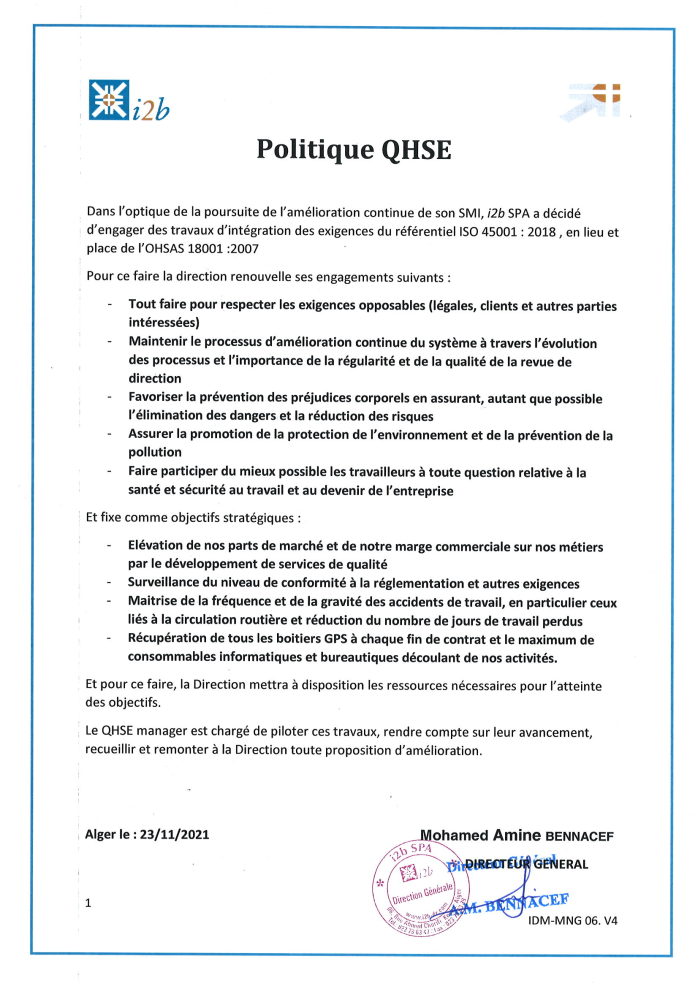 i2b
Politique QHSE
Dans l'optique de la poursuite de l'amélioration continue de son SMI, i2b SPA a décidé
d'engager des travaux d'intégration des exigences du référentiel ISO 45001 : 2018 , en lieu et
place de l'OHSAS 18001 :2007
Pour ce faire la direction renouvelle ses engagements suivants :
- Tout faire pour respecter les exigences opposables (légales, clients et autres parties
intéressées)
- Maintenir le processus d'amélioration continue du système à travers l'évolution
des processus et l'importance de la régularité et de la qualité de la revue de
direction
- Favoriser la prévention des préjudices corporels en assurant, autant que possible
l'élimination des dangers et la réduction des risques
- Assurer la promotion de la protection de l'environnement et de la prévention de la
pollution
- Faire participer du mieux possible les travailleurs à toute question relative à la
santé et sécurité au travail et au devenir de l'entreprise
Et fixe comme objectifs stratégiques :
- Elévation de nos parts de marché et de notre marge commerciale sur nos métiers
par le développement de services de qualité
- Surveillance du niveau de conformité à la réglementation et autres exigences
- Maitrise de la fréquence et de la gravité des accidents de travail, en particulier ceux
liés à la circulation routière et réduction du nombre de jours de travail perdus
- Récupération de tous les boitiers GPS à chaque fin de contrat et le maximum de
consommables informatiques et bureautiques découlant de nos activités.
Et pour ce faire, la Direction mettra à disposition les ressources nécessaires pour l'atteinte
des objectifs.
Le QHSE manager est chargé de piloter ces travaux, rendre compte sur leur avancement,
recueillir et remonter à la Direction toute proposition d'amélioration.
Alger le : 23/11/2021
Mohamed Amine BENNACEF
DIRECTEUR GENERAL
Directeur Général
A.M. BENNACEF
i2b SPA
i2b
Direction Générale
1
IDM-MNG 06. V4